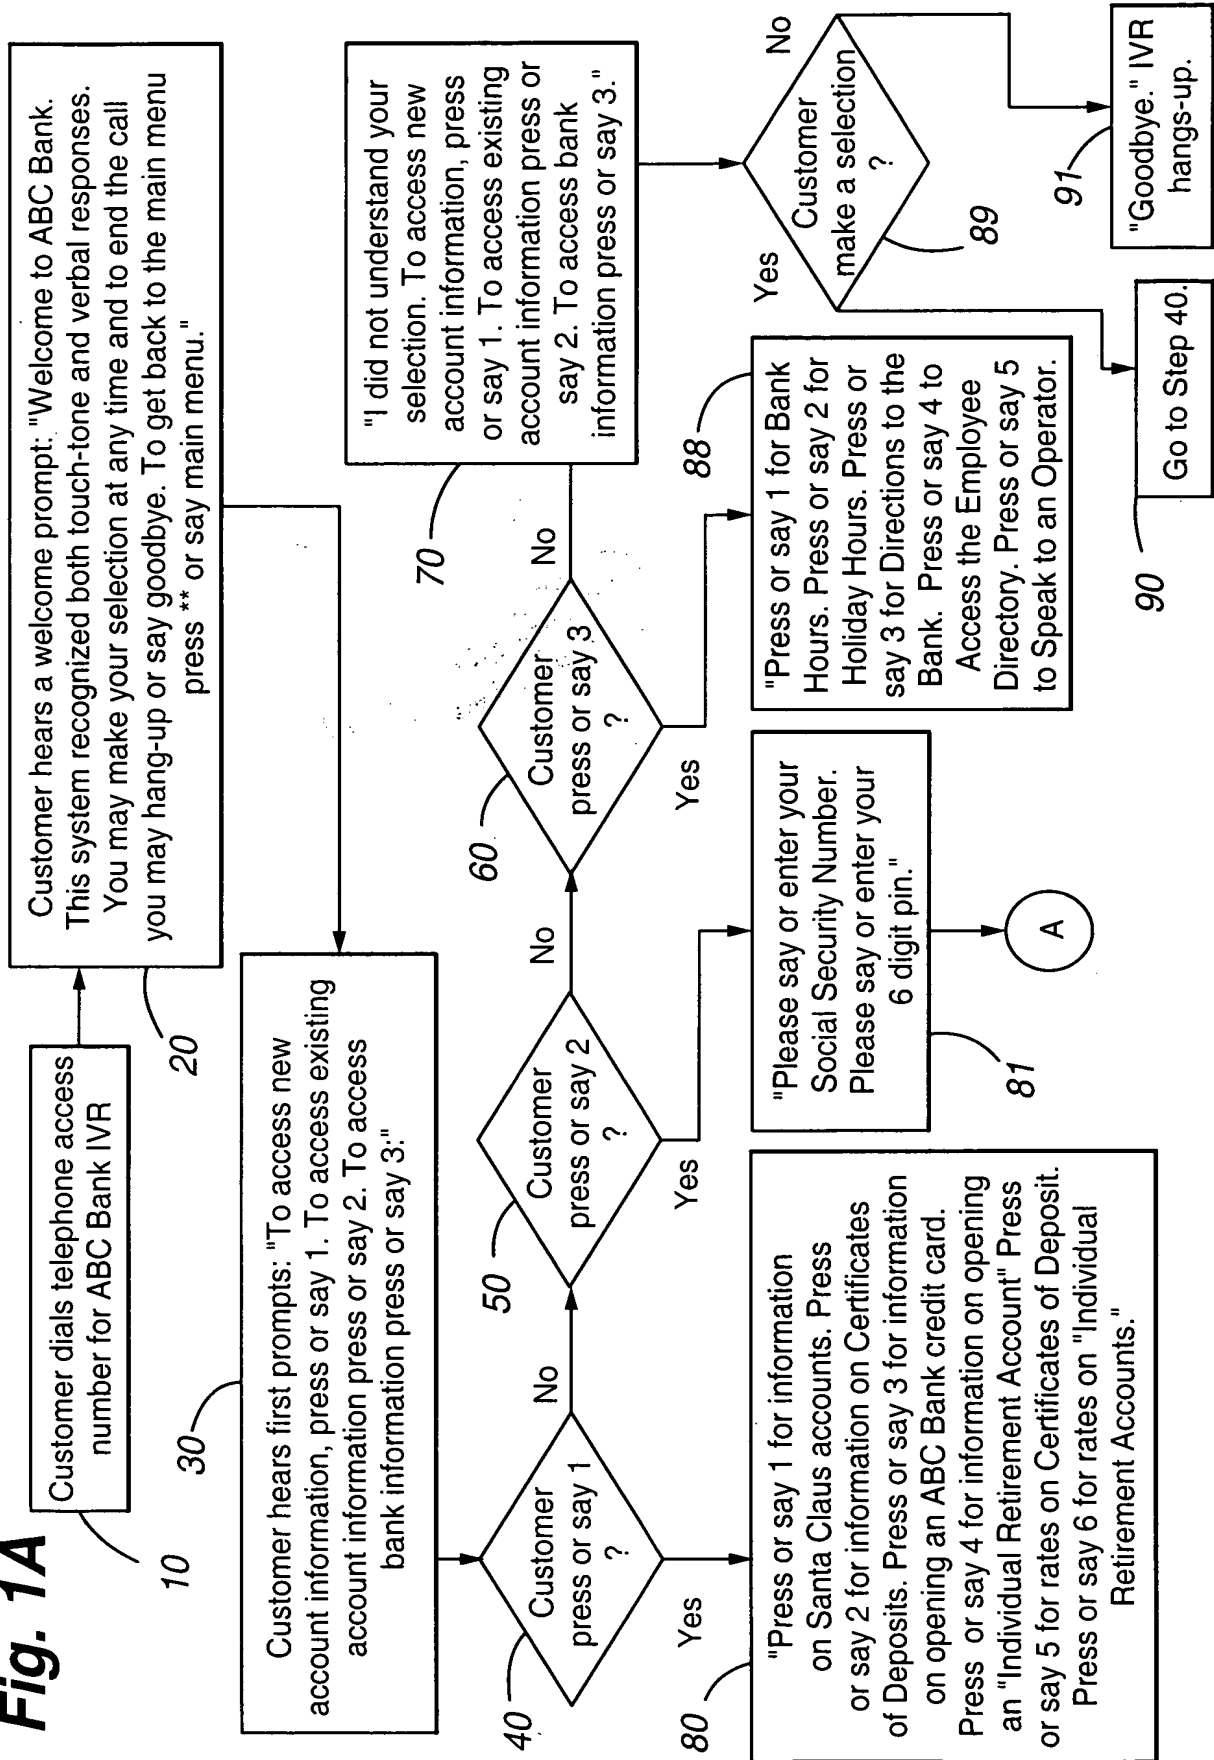 Fig. 1A
Customer dials telephone access
number for ABC Bank IVR
10
Customer hears a welcome prompt: "Welcome to ABC Bank.
This system recognized both touch-tone and verbal responses.
You may make your selection at any time and to end the call
you may hang-up or say goodbye. To get back to the main menu
press ** or say main menu."
20
30
Customer hears first prompts: "To access new
account information, press or say 1. To access existing
account information press or say 2. To access
bank information press or say 3:"
40
Customer
press or say 1
?
No
Yes
50
Customer
press or say 2
?
No
Yes
60
Customer
press or say 3
?
No
Yes
70
"I did not understand your
selection. To access new
account information, press
or say 1. To access existing
account information press or
say 2. To access bank
information press or say 3."
80
"Press or say 1 for information
on Santa Claus accounts. Press
or say 2 for information on Certificates
of Deposits. Press or say 3 for information
on opening an ABC Bank credit card.
Press or say 4 for information on opening
an "Individual Retirement Account" Press
or say 5 for rates on Certificates of Deposit.
Press or say 6 for rates on "Individual
Retirement Accounts."
"Please say or enter your
Social Security Number.
Please say or enter your
6 digit pin."
81
A
88
"Press or say 1 for Bank
Hours. Press or say 2 for
Holiday Hours. Press or
say 3 for Directions to the
Bank. Press or say 4 to
Access the Employee
Directory. Press or say 5
to Speak to an Operator.
Customer
make a selection
?
89
Yes
No
90
Go to Step 40.
91
"Goodbye." IVR
hangs-up.